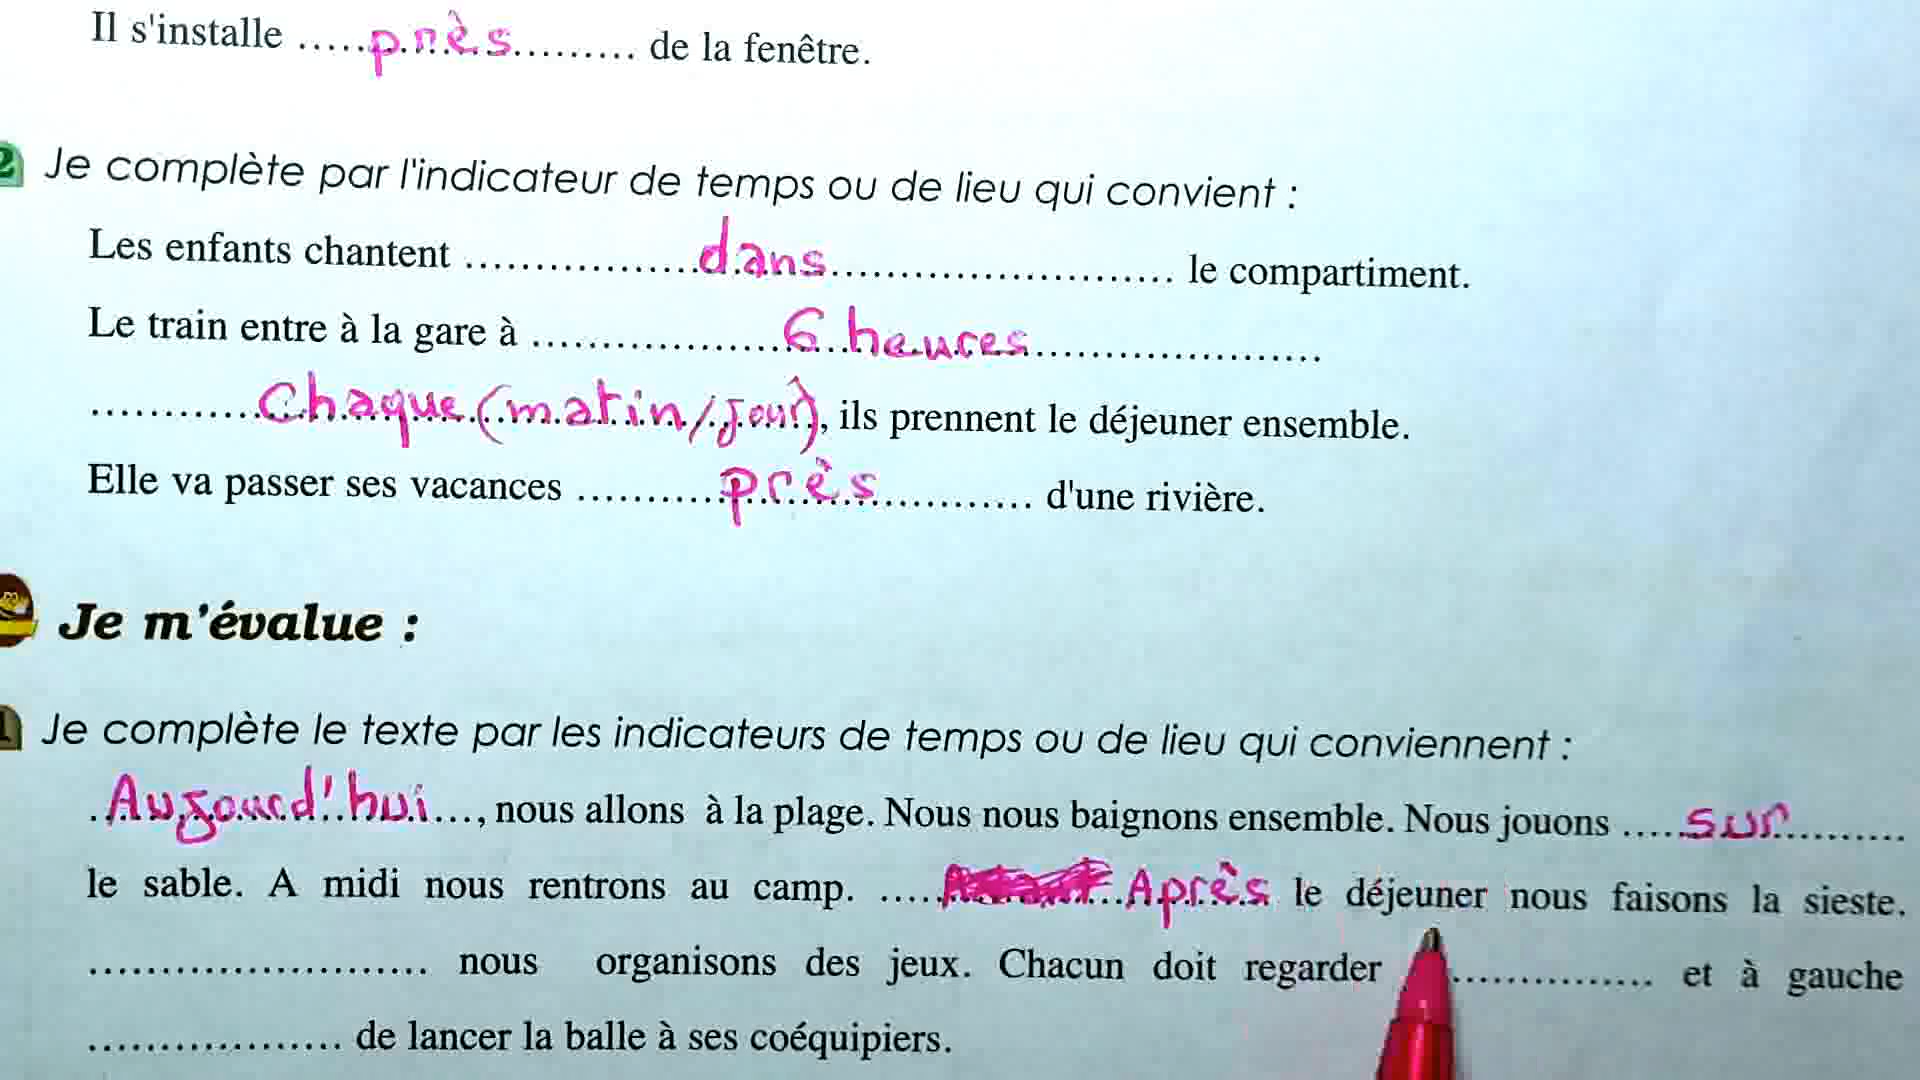 Il s'installe .....près......... de la fenêtre.
2 Je complète par l'indicateur de temps ou de lieu qui convient :
Les enfants chantent .................dans......................... le compartiment.
Le train entre à la gare à ..................6 heures.....................
............Chaque (matin/jour), ils prennent le déjeuner ensemble.
Elle va passer ses vacances ..........près........... d'une rivière.
Je m'évalue :
1 Je complète le texte par les indicateurs de temps ou de lieu qui conviennent :
.Aujourd'hui..., nous allons à la plage. Nous nous baignons ensemble. Nous jouons .....sur.........
le sable. A midi nous rentrons au camp. .... Après le déjeuner nous faisons la sieste.
........................ nous organisons des jeux. Chacun doit regarder .............. et à gauche
.................. de lancer la balle à ses coéquipiers.